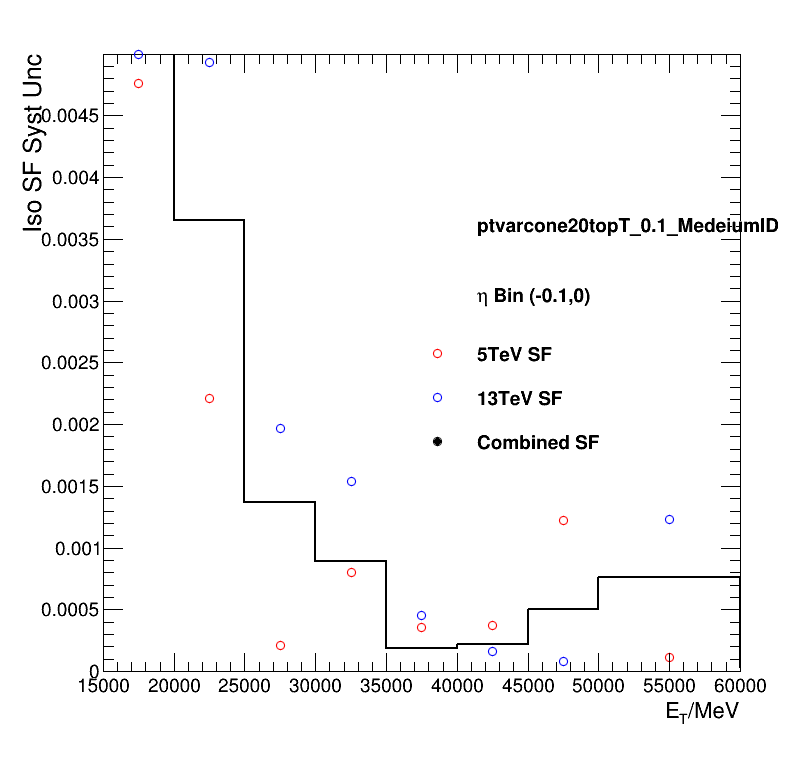 Iso SF Syst Unc
0.0045
0.004
0.0035
0.003
0.0025
0.002
0.0015
0.001
0.0005
0
ptvarcone20topT_0.1_MedeiumID
η Bin (-0.1,0)
5TeV SF
13TeV SF
Combined SF
15000 20000 25000 30000 35000 40000 45000 50000 55000 60000
E_T/MeV